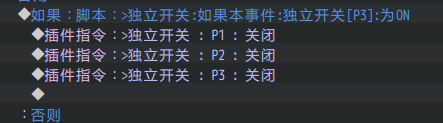 ◆如果：脚本：>独立开关:如果本事件:独立开关[P3]:为ON
◆插件指令：>独立开关 : P1 : 关闭
◆插件指令：>独立开关 : P2 : 关闭
◆插件指令：>独立开关 : P3 : 关闭
◆
：否则